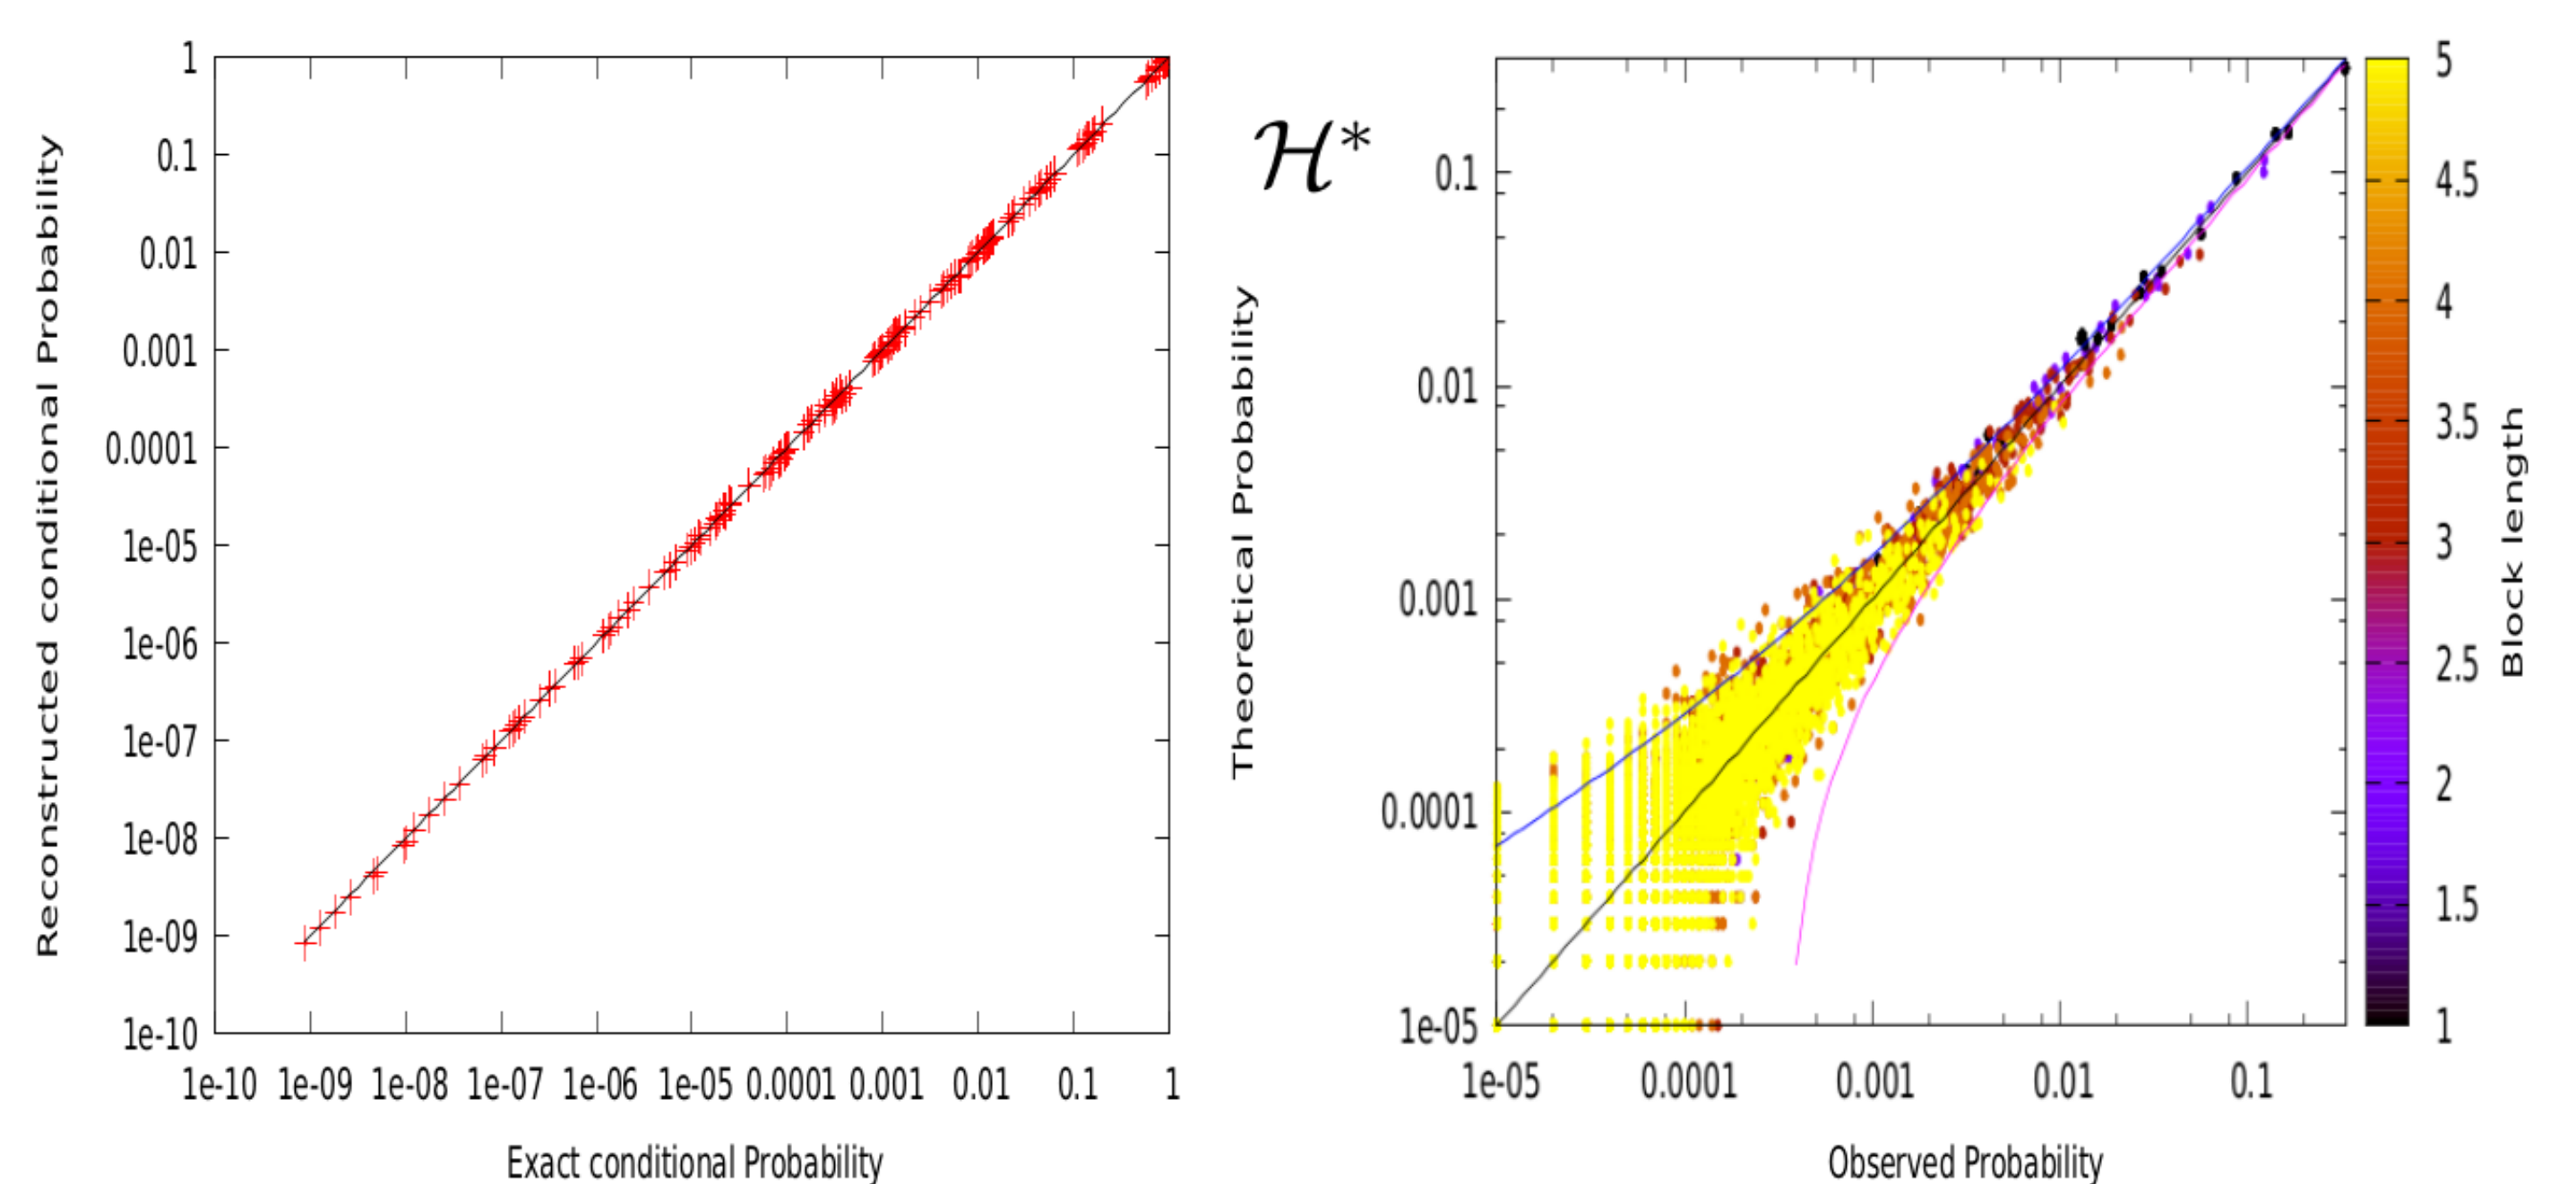 Reconstructed conditional Probability
1
0.1
0.01
0.001
0.0001
1e-05
1e-06
1e-07
1e-08
1e-09
1e-10
1e-10 1e-09 1e-08 1e-07 1e-06 1e-05 0.0001 0.001 0.01 0.1 1
Exact conditional Probability
ℋ*
Theoretical Probability
0.1
0.01
0.001
0.0001
1e-05
1e-05 0.0001 0.001 0.01 0.1
Observed Probability
5
4.5
4
3.5
3
2.5
2
1.5
1
Block length